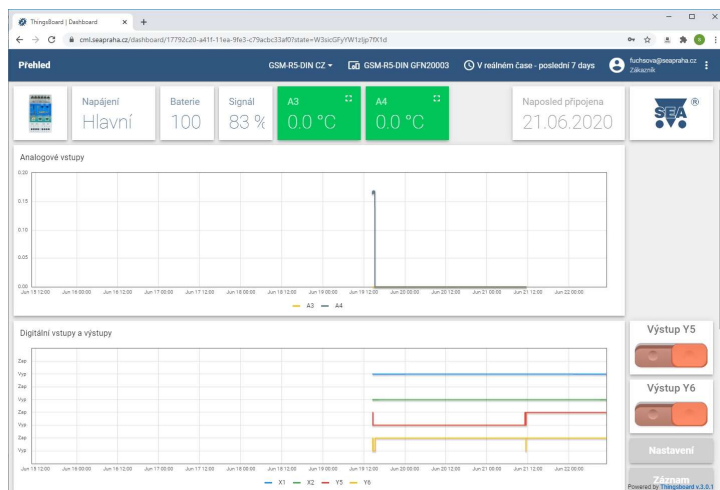 ThingsBoard | Dashboard
cml.seapraha.cz/dashboard/17792c20-a41f-11ea-9fe3-c79acbc33af0?state=W3sicGFyYW1zIjp7fX1d
Přehled
GSM-R5-DIN CZ
GSM-R5-DIN GFN20003
V reálném čase - poslední 7 days
fuchsova@seapraha.cz
Zákazník
Napájení
Hlavní
Baterie
100
Signál
83 %
A3
0.0 °C
A4
0.0 °C
Naposled připojena
21.06.2020
SEA ®
Analogové vstupy
0.20
0.15
0.10
0.05
0.00
Jun 15 12:00 Jun 16 00:00 Jun 16 12:00 Jun 17 00:00 Jun 17 12:00 Jun 18 00:00 Jun 18 12:00 Jun 19 00:00 Jun 19 12:00 Jun 20 00:00 Jun 20 12:00 Jun 21 00:00 Jun 21 12:00 Jun 22 00:00
A3 A4
Digitální vstupy a výstupy
Zap
Vyp
Zap
Vyp
Zap
Vyp
Zap
Vyp
Jun 15 12:00 Jun 16 00:00 Jun 16 12:00 Jun 17 00:00 Jun 17 12:00 Jun 18 00:00 Jun 18 12:00 Jun 19 00:00 Jun 19 12:00 Jun 20 00:00 Jun 20 12:00 Jun 21 00:00 Jun 21 12:00 Jun 22 00:00
X1 X2 Y5 Y6
Výstup Y5
Výstup Y6
Nastavení
Záznam
Powered by Thingsboard v.3.0.1